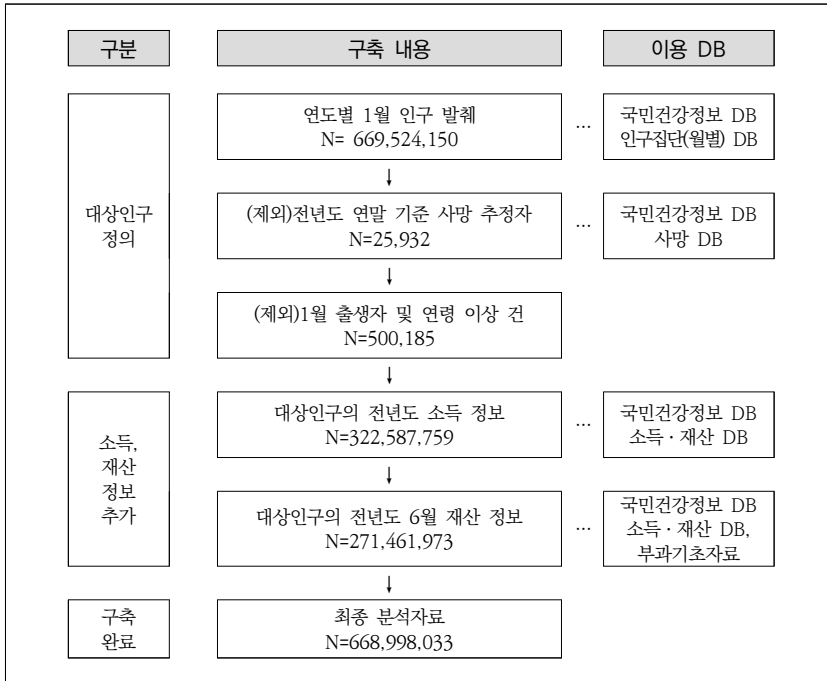 구분
구축 내용
이용 DB
대상인구
정의
연도별 1월 인구 발췌
N= 669,524,150
…
국민건강정보 DB
인구집단(월별) DB
↓
(제외)전년도 연말 기준 사망 추정자
N=25,932
…
국민건강정보 DB
사망 DB
↓
(제외)1월 출생자 및 연령 이상 건
N=500,185
↓
소득,
재산
정보
추가
대상인구의 전년도 소득 정보
N=322,587,759
…
국민건강정보 DB
소득·재산 DB
↓
대상인구의 전년도 6월 재산 정보
N=271,461,973
…
국민건강정보 DB
소득·재산 DB,
부과기초자료
↓
구축
완료
최종 분석자료
N=668,998,033